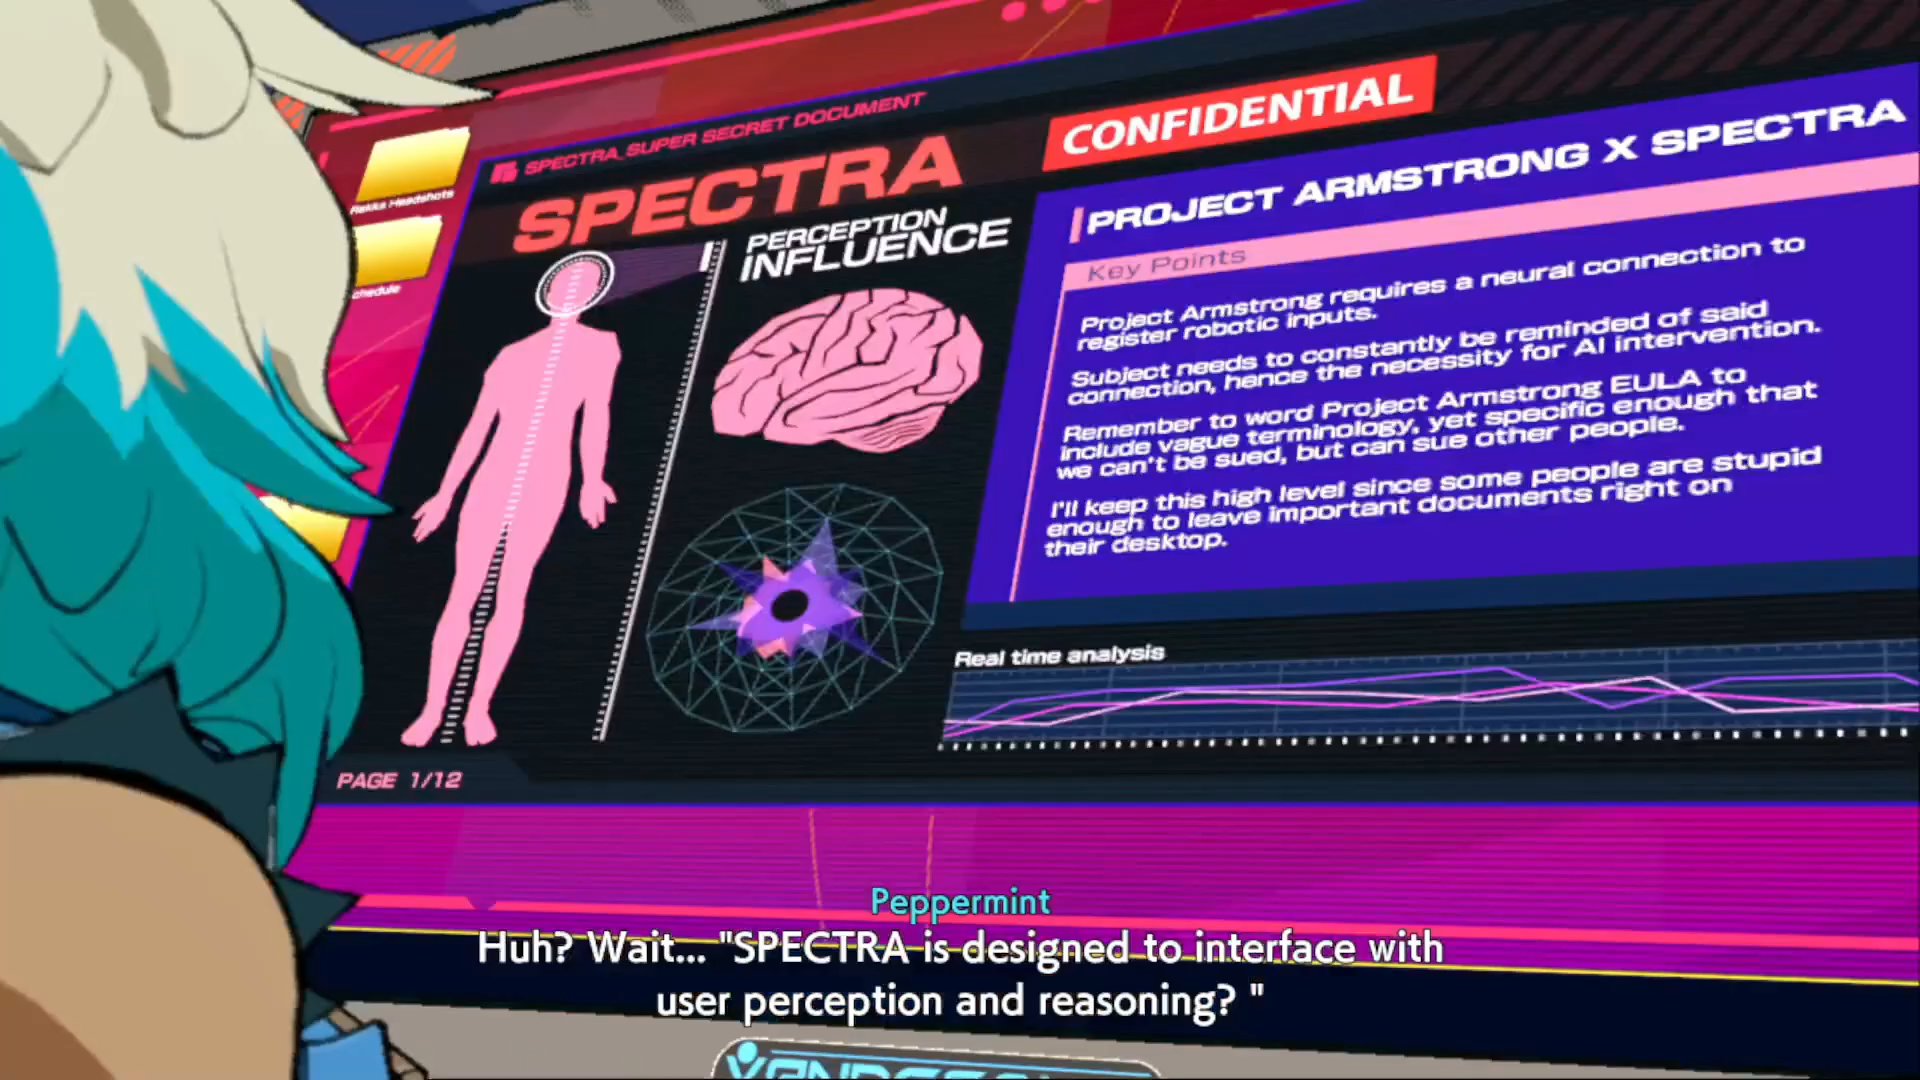 SPECTRA_SUPER SECRET DOCUMENT
SPECTRA
PERCEPTION
INFLUENCE
CONFIDENTIAL
PROJECT ARMSTRONG X SPECTRA
Key Points
Project Armstrong requires a neural connection to
register robotic inputs.
Subject needs to constantly be reminded of said
connection, hence the necessity for AI intervention.
Remember to word Project Armstrong EULA to
include vague terminology, yet specific enough that
we can't be sued, but can sue other people.
I'll keep this high level since some people are stupid
enough to leave important documents right on
their desktop.
Rekka Headshots
chedule
Real time analysis
PAGE 1/12
Peppermint
Huh? Wait... "SPECTRA is designed to interface with
user perception and reasoning? "